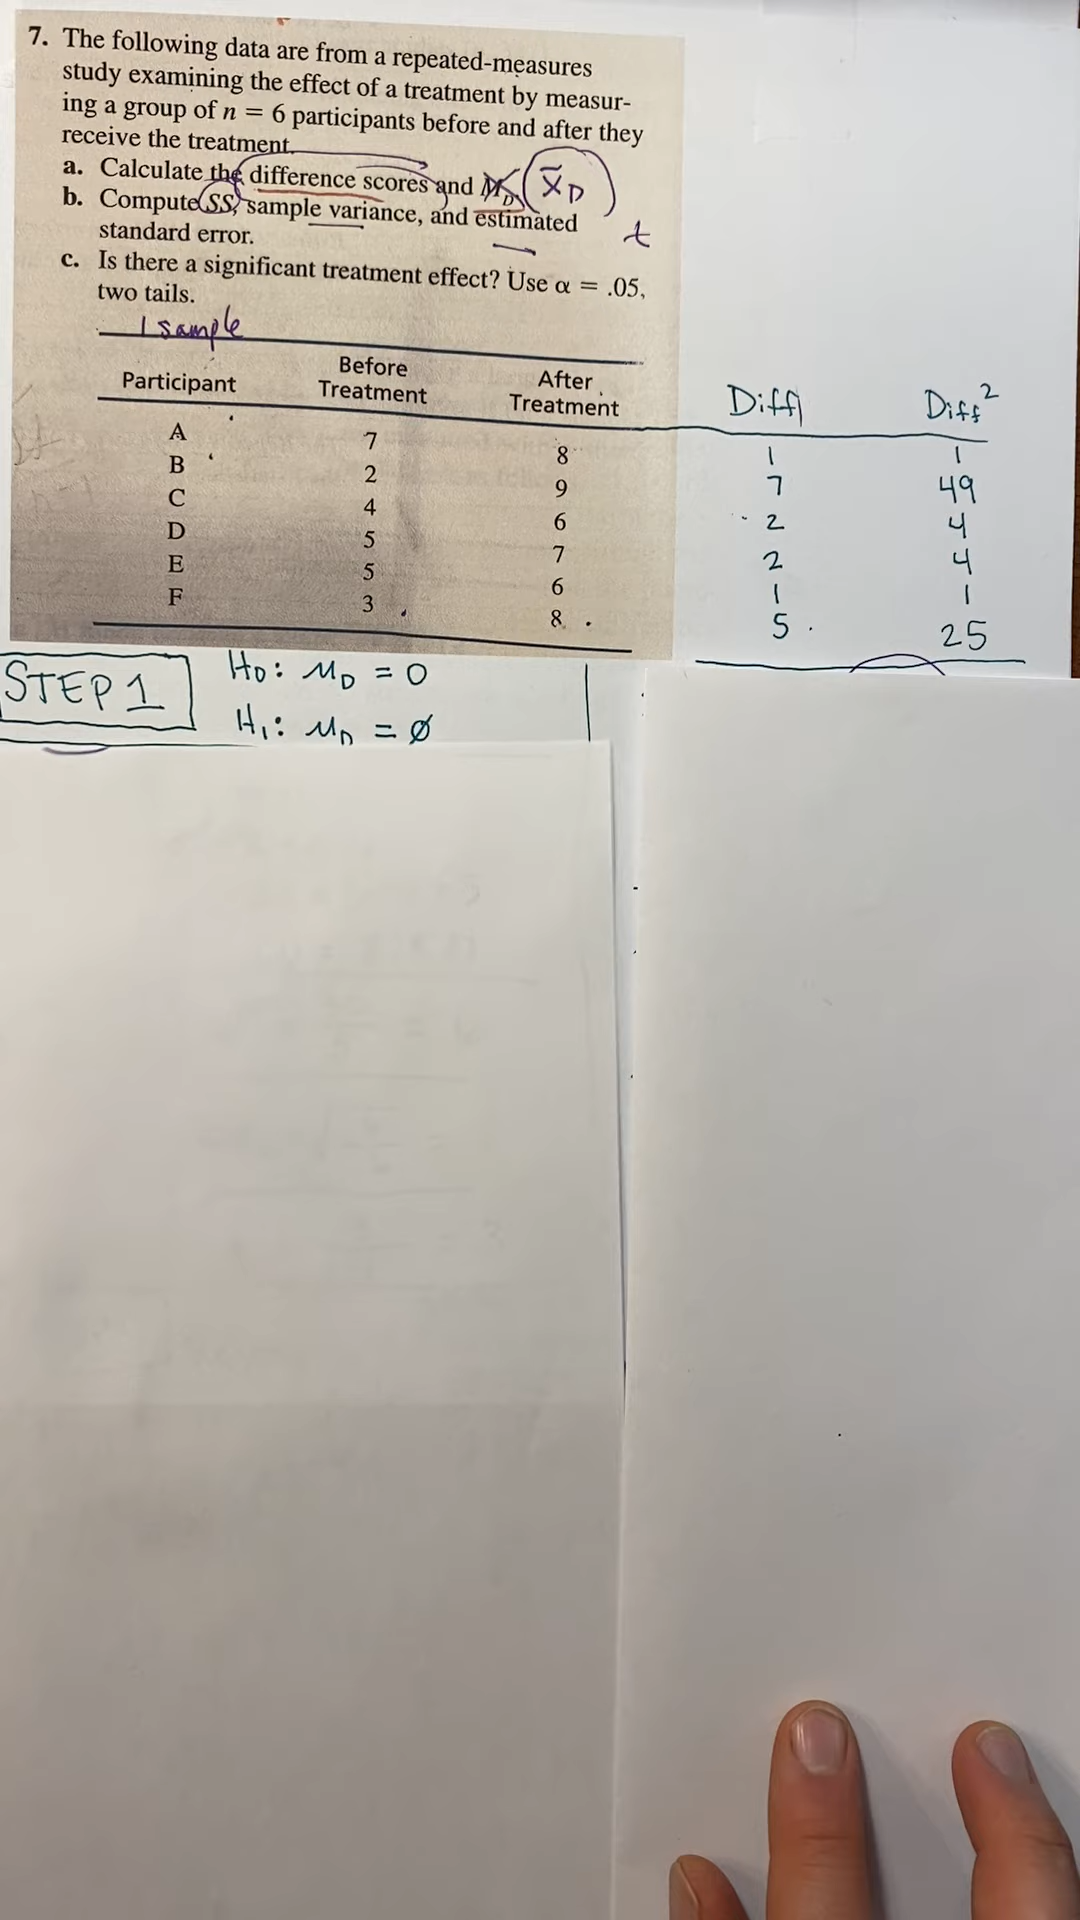 7. The following data are from a repeated-measures
study examining the effect of a treatment by measur-
ing a group of n = 6 participants before and after they
receive the treatment.
a. Calculate the difference scores and M_D (X̄_D)
b. Compute SS, sample variance, and estimated
standard error.
t
c. Is there a significant treatment effect? Use α = .05,
two tails.
1 sample
Participant Before Treatment After Treatment Diff Diff²
A 7 8 1 1
B 2 9 7 49
C 4 6 2 4
D 5 7 2 4
E 5 6 1 1
F 3 8 5 25
STEP 1
H₀: μ_D = 0
H₁: μ_D = Ø